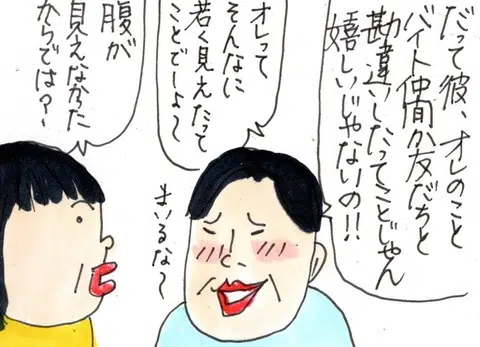 だって彼、オレのこと
バイト仲間か友だちと
勘違いしたってことじゃん
嬉しいじゃないの!!
オレって
そんなに
若く見えたって
ことでしょ〜
まいるな〜
腹が
見えなかった
からでは?